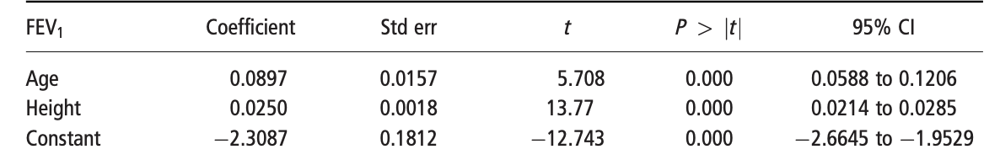 FEV₁ Coefficient Std err t P > |t| 95% CI
Age 0.0897 0.0157 5.708 0.000 0.0588 to 0.1206
Height 0.0250 0.0018 13.77 0.000 0.0214 to 0.0285
Constant −2.3087 0.1812 −12.743 0.000 −2.6645 to −1.9529